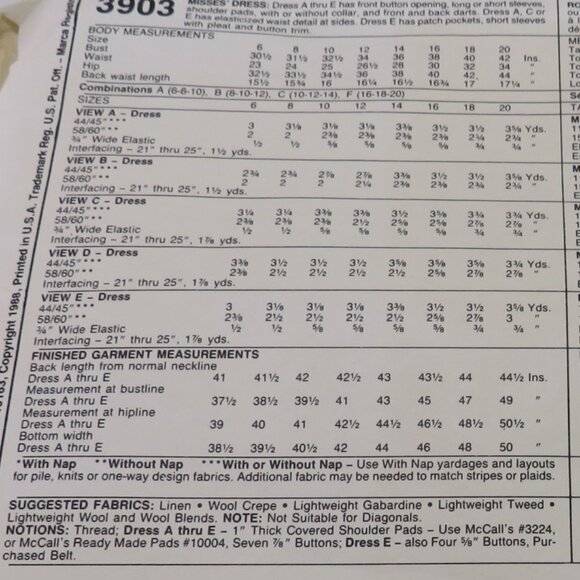 3903
MISSES' DRESS: Dress A thru E has front button opening, long or short sleeves,
shoulder pads, with or without collar, and front and back darts. Dress A, C or
E has elasticized waist detail at sides. Dress E has patch pockets, short sleeves
with pleat and button trim.
BODY MEASUREMENTS
Size 6 8 10 12 14 16 18 20
Bust 30½ 31½ 32½ 34 36 38 40 42 Ins.
Waist 23 24 25 26½ 28 30 32 34 "
Hip 32½ 33½ 34½ 36 38 40 42 44 "
Back waist length 15½ 15¾ 16 16¼ 16½ 16¾ 17 17¼ "
Combinations A (6-8-10), B (8-10-12), C (10-12-14), F (16-18-20)
SIZES 6 8 10 12 14 16 18 20
VIEW A - Dress
44/45"*** 3 3⅛ 3⅛ 3⅛ 3⅜ 3½ 3½ 3⅝ Yds.
58/60"*** 2 2 2⅜ 2⅜ 2⅜ 2⅝ 2¾ 2¾ "
¾" Wide Elastic ½ ½ ⅝ ⅝ ⅝ ⅝ ¾ ¾ "
Interfacing - 21" thru 25", 1½ yds.
VIEW B - Dress
44/45"*** 2¾ 2¾ 2⅞ 2⅞ 3⅜ 3½ 3½ 3⅝ Yds.
58/60"** 2 2 2 2¼ 2⅜ 2⅜ 2¾ 2¾ "
Interfacing - 21" thru 25", 1½ yds.
VIEW C - Dress
44/45"*** 3¼ 3¼ 3⅜ 3⅜ 3½ 3⅝ 3¾ 3¾ Yds.
58/60"*** 2⅜ 2⅜ 2⅜ 2½ 2½ 2⅝ 2⅝ 2⅞ "
¾" Wide Elastic ½ ½ ⅝ ⅝ ⅝ ⅝ ¾ ¾ "
Interfacing - 21" thru 25", 1⅞ yds.
VIEW D - Dress
44/45"*** 3⅜ 3½ 3½ 3½ 3½ 3⅝ 3¾ 3¾ Yds.
58/60"*** 2⅜ 2½ 2½ 2½ 2⅝ 2⅝ 2⅞ 2⅞ "
Interfacing - 21" thru 25", 1⅞ yds.
VIEW E - Dress
44/45"*** 3 3⅛ 3⅛ 3⅛ 3⅜ 3½ 3½ 3⅝ Yds.
58/60"*** 2⅜ 2½ 2½ 2½ 2½ 2⅝ 2⅞ 3 "
¾" Wide Elastic ½ ½ ⅝ ⅝ ⅝ ⅝ ¾ ¾ "
Interfacing - 21" thru 25", 1⅞ yds.
FINISHED GARMENT MEASUREMENTS
Back length from normal neckline
Dress A thru E 41 41½ 42 42½ 43 43½ 44 44½ Ins.
Measurement at bustline
Dress A thru E 37½ 38½ 39½ 41 43 45 47 49 "
Measurement at hipline
Dress A thru E 39 40 41 42½ 44½ 46½ 48½ 50½ "
Bottom width
Dress A thru E 38½ 39½ 40½ 42 44 46 48 50 "
*With Nap **Without Nap ***With or Without Nap – Use With Nap yardages and layouts
for pile, knits or one-way design fabrics. Additional fabric may be needed to match stripes or plaids.
SUGGESTED FABRICS: Linen • Wool Crepe • Lightweight Gabardine • Lightweight Tweed •
Lightweight Wool and Wool Blends. NOTE: Not Suitable for Diagonals.
NOTIONS: Thread; Dress A thru E – 1" Thick Covered Shoulder Pads – Use McCall's #3224,
or McCall's Ready Made Pads #10004, Seven ⅞" Buttons; Dress E – also Four ⅝" Buttons, Pur-
chased Belt.
Copyright 1988, Printed in U.S.A. Trademark Reg. U.S. Pat. Off. - Marca